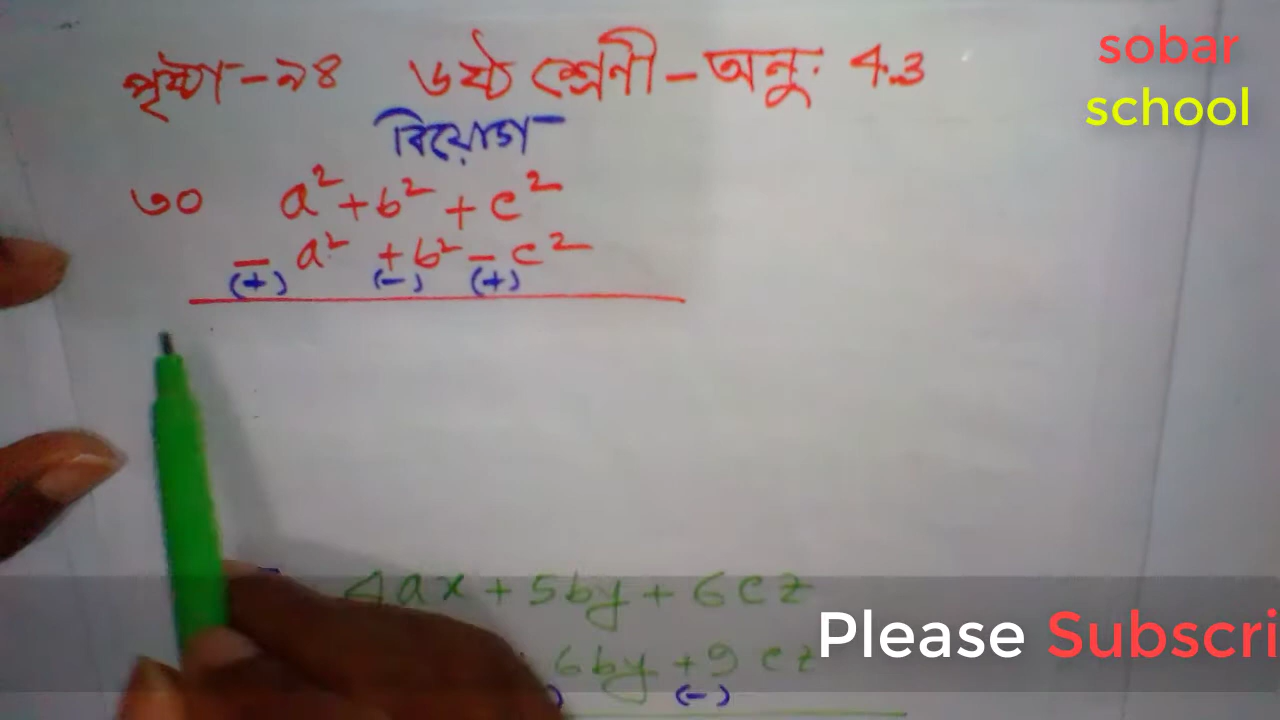 পৃষ্ঠা - ৯৪ ৬ষ্ঠ শ্রেণী - অনুঃ 4.3
বিয়োগ
৩০ a² + b² + c²
- a² + b² - c²
(+) (-) (+)
4ax + 5by + 6cz
6by + 9cz
(-)
sobar
school
Please Subscri